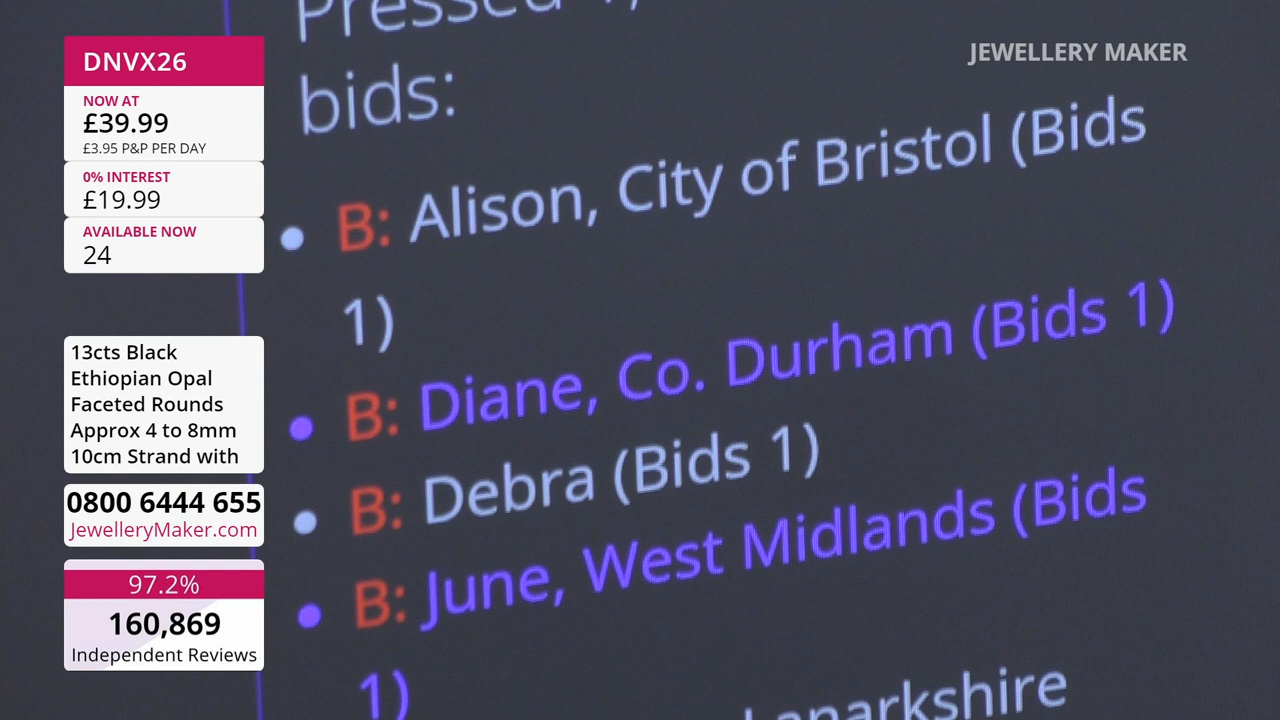 DNVX26
NOW AT
£39.99
£3.95 P&P PER DAY
0% INTEREST
£19.99
AVAILABLE NOW
24
13cts Black
Ethiopian Opal
Faceted Rounds
Approx 4 to 8mm
10cm Strand with
0800 6444 655
JewelleryMaker.com
97.2%
160,869
Independent Reviews
JEWELLERY MAKER
bids:
B: Alison, City of Bristol (Bids
1)
B: Diane, Co. Durham (Bids 1)
B: Debra (Bids 1)
B: June, West Midlands (Bids
1)